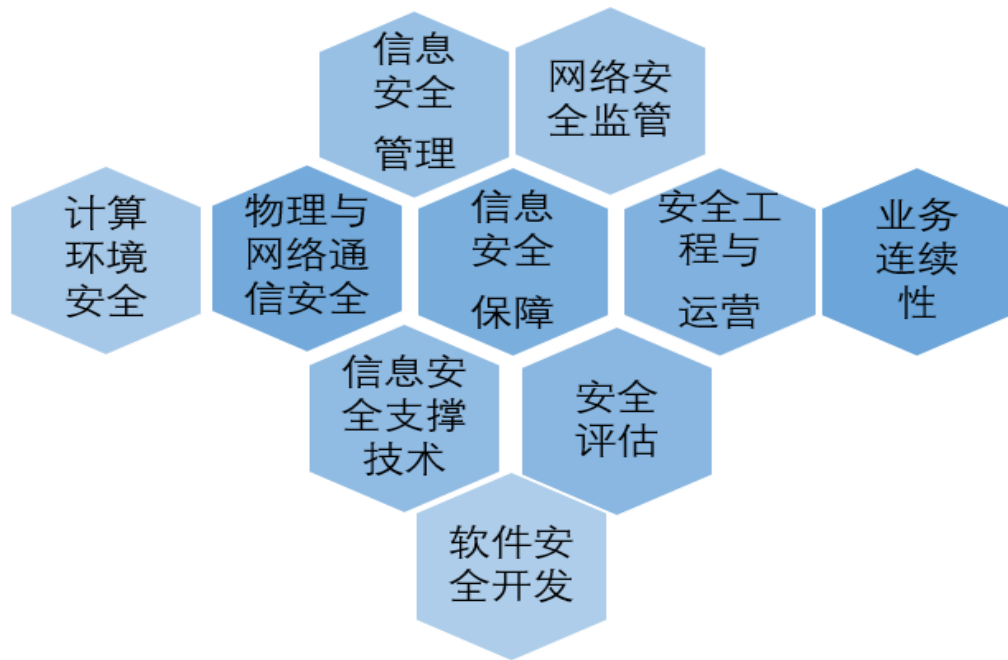 信息
安全
管理
网络安
全监管
计算
环境
安全
物理与
网络通
信安全
信息
安全
保障
安全工
程与
运营
业务
连续
性
信息安
全支撑
技术
安全
评估
软件安
全开发